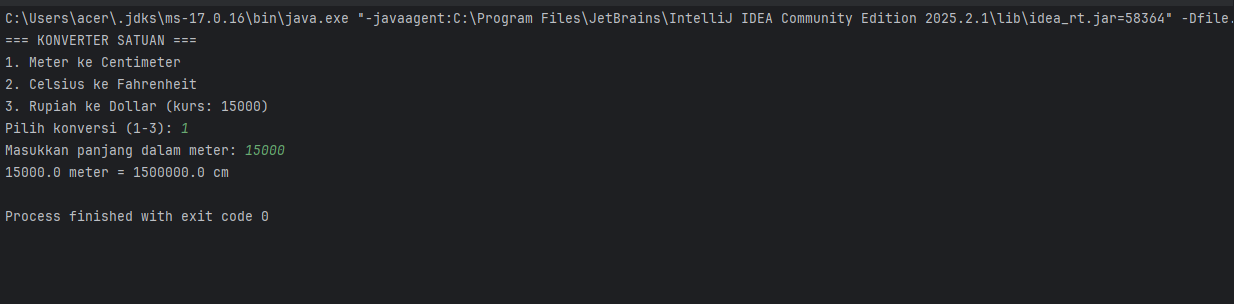 C:\Users\acer\.jdks\ms-17.0.16\bin\java.exe "-javaagent:C:\Program Files\JetBrains\IntelliJ IDEA Community Edition 2025.2.1\lib\idea_rt.jar=58364" -Dfile.
=== KONVERTER SATUAN ===
1. Meter ke Centimeter
2. Celsius ke Fahrenheit
3. Rupiah ke Dollar (kurs: 15000)
Pilih konversi (1-3): 1
Masukkan panjang dalam meter: 15000
15000.0 meter = 1500000.0 cm
Process finished with exit code 0